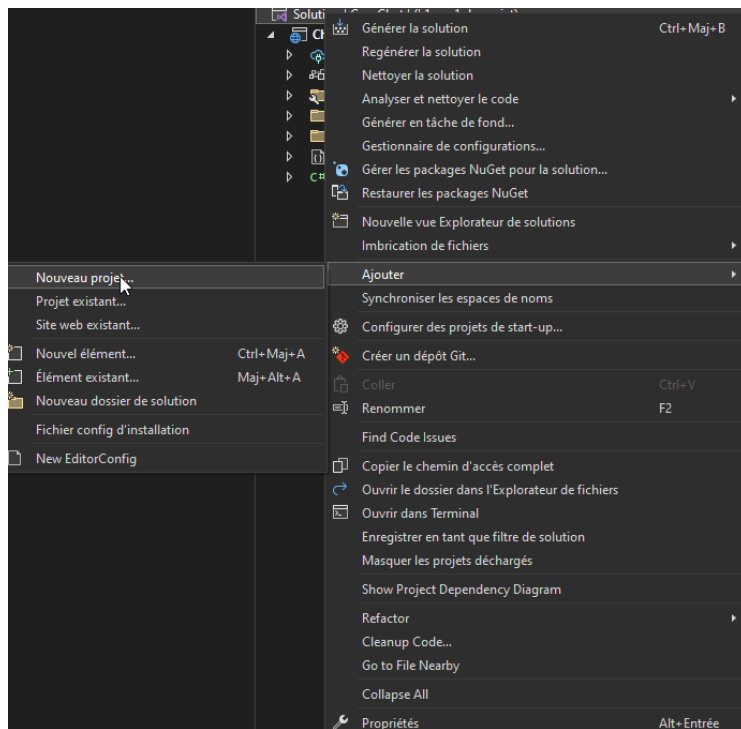 Générer la solution Ctrl+Maj+B
Regénérer la solution
Nettoyer la solution
Analyser et nettoyer le code
Générer en tâche de fond...
Gestionnaire de configurations...
Gérer les packages NuGet pour la solution...
Restaurer les packages NuGet
Nouvelle vue Explorateur de solutions
Imbrication de fichiers
Ajouter
Synchroniser les espaces de noms
Configurer des projets de start-up...
Créer un dépôt Git...
Coller Ctrl+V
Renommer F2
Find Code Issues
Copier le chemin d'accès complet
Ouvrir le dossier dans l'Explorateur de fichiers
Ouvrir dans Terminal
Enregistrer en tant que filtre de solution
Masquer les projets déchargés
Show Project Dependency Diagram
Refactor
Cleanup Code...
Go to File Nearby
Collapse All
Propriétés Alt+Entrée
Nouveau projet...
Projet existant...
Site web existant...
Nouvel élément... Ctrl+Maj+A
Élément existant... Maj+Alt+A
Nouveau dossier de solution
Fichier config d'installation
New EditorConfig